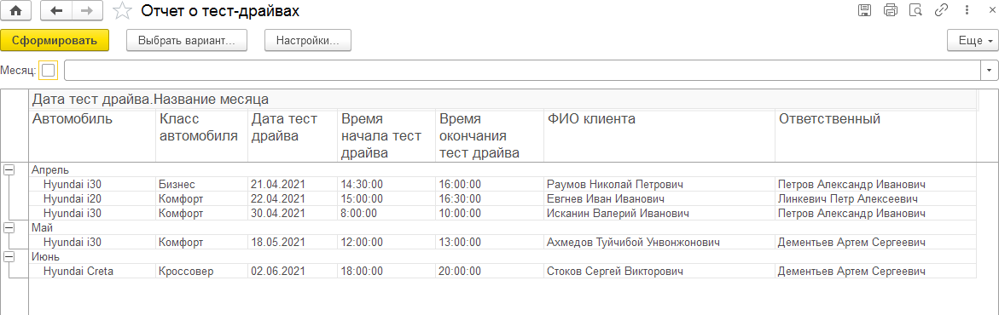 Отчет о тест-драйвах
Сформировать Выбрать вариант... Настройки... Еще
Месяц:
Дата тест драйва.Название месяца
Автомобиль Класс автомобиля Дата тест драйва Время начала тест драйва Время окончания тест драйва ФИО клиента Ответственный
Апрель
Hyundai i30 Бизнес 21.04.2021 14:30:00 16:00:00 Раумов Николай Петрович Петров Александр Иванович
Hyundai i20 Комфорт 22.04.2021 15:00:00 16:30:00 Евгнев Иван Иванович Линкевич Петр Алексеевич
Hyundai i30 Комфорт 30.04.2021 8:00:00 10:00:00 Исканин Валерий Иванович Петров Александр Иванович
Май
Hyundai i30 Комфорт 18.05.2021 12:00:00 13:00:00 Ахмедов Туйчибой Унвонжонович Дементьев Артем Сергеевич
Июнь
Hyundai Creta Кроссовер 02.06.2021 18:00:00 20:00:00 Стоков Сергей Викторович Дементьев Артем Сергеевич